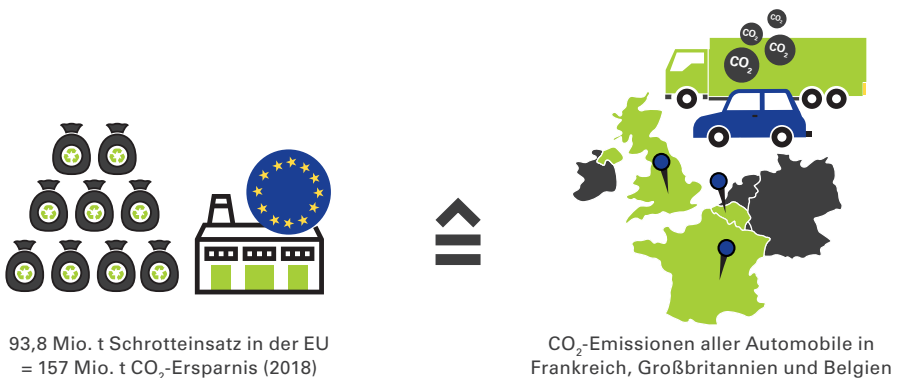 CO2
CO2
CO2
CO2
93,8 Mio. t Schrotteinsatz in der EU
= 157 Mio. t CO2-Ersparnis (2018)
CO2-Emissionen aller Automobile in
Frankreich, Großbritannien und Belgien